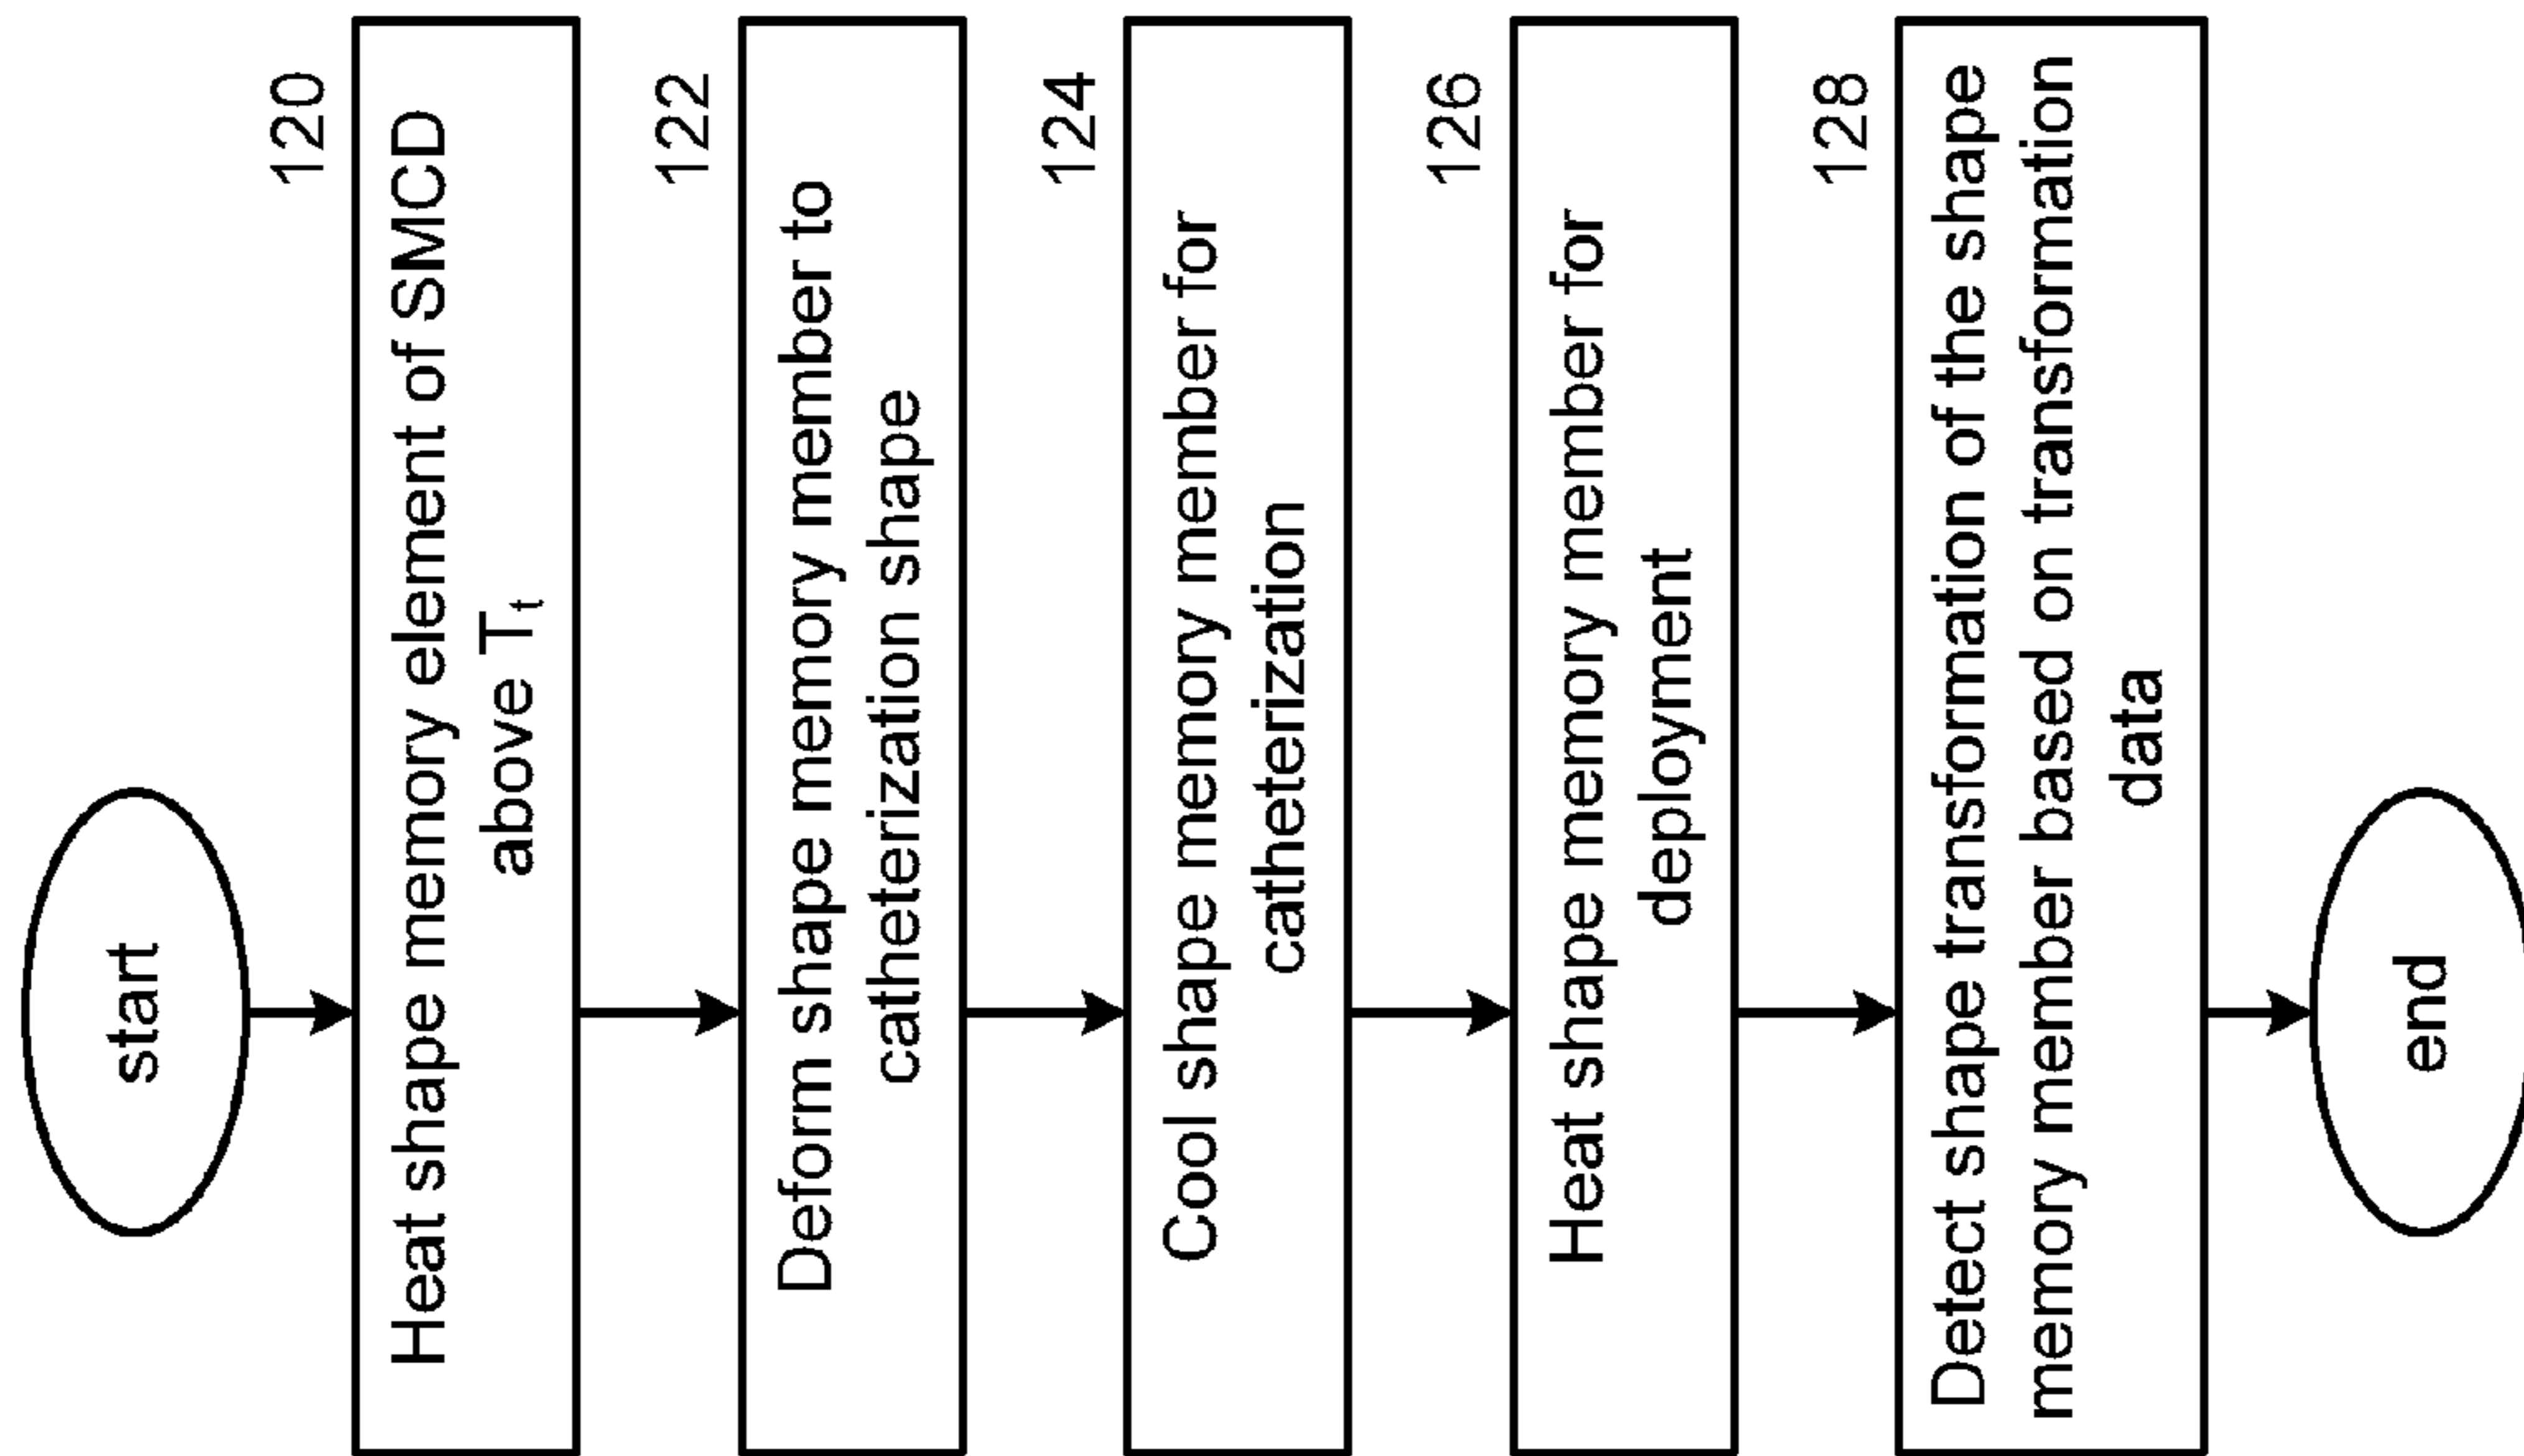 start
120
Heat shape memory element of SMCD
above Tt
122
Deform shape memory member to
catheterization shape
124
Cool shape memory member for
catheterization
126
Heat shape memory member for
deployment
128
Detect shape transformation of the shape
memory member based on transformation
data
end